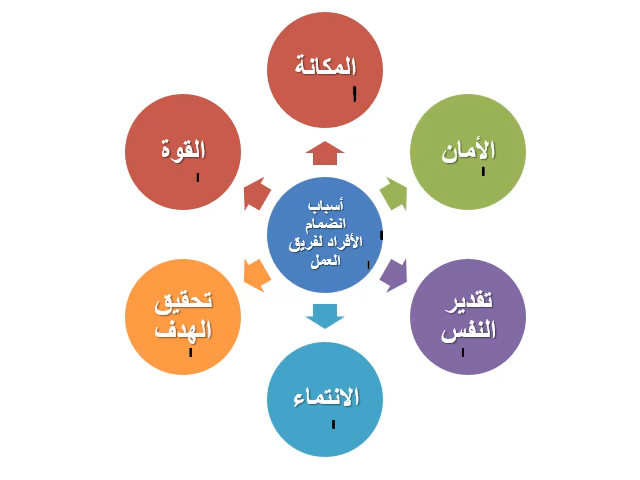 المكانة
الأمان
تقدير
النفس
الانتماء
تحقيق
الهدف
القوة
أسباب
انضمام
الأفراد لفريق
العمل